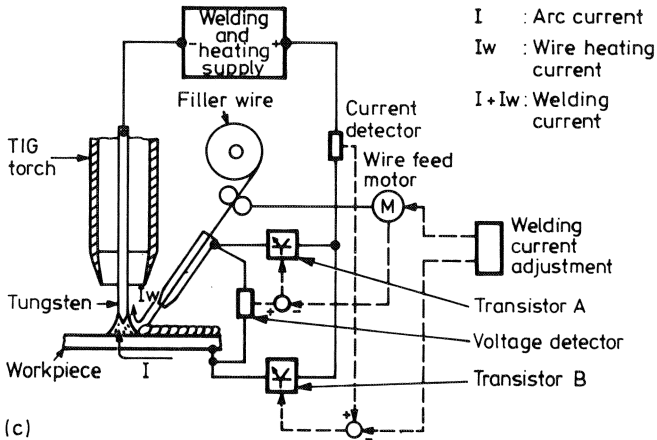 Welding
and
heating
supply
- +
I : Arc current
Iw : Wire heating
current
I + Iw : Welding
current
Filler wire
Current
detector
TIG
torch
Wire feed
motor
M
Welding
current
adjustment
Iw
+ -
Tungsten
Transistor A
Voltage detector
Workpiece
I
Transistor B
+
-
(c)